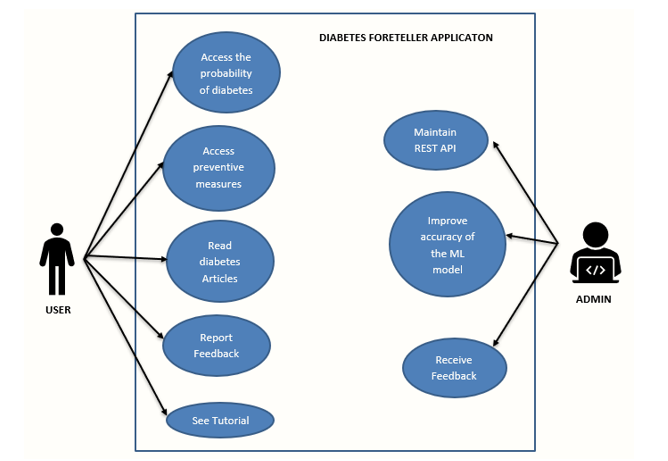 DIABETES FORETELLER APPLICATON
Access the
probability
of diabetes
Access
preventive
measures
Read
diabetes
Articles
Report
Feedback
See Tutorial
USER
Maintain
REST API
Improve
accuracy of
the ML
model
Receive
Feedback
</>
ADMIN